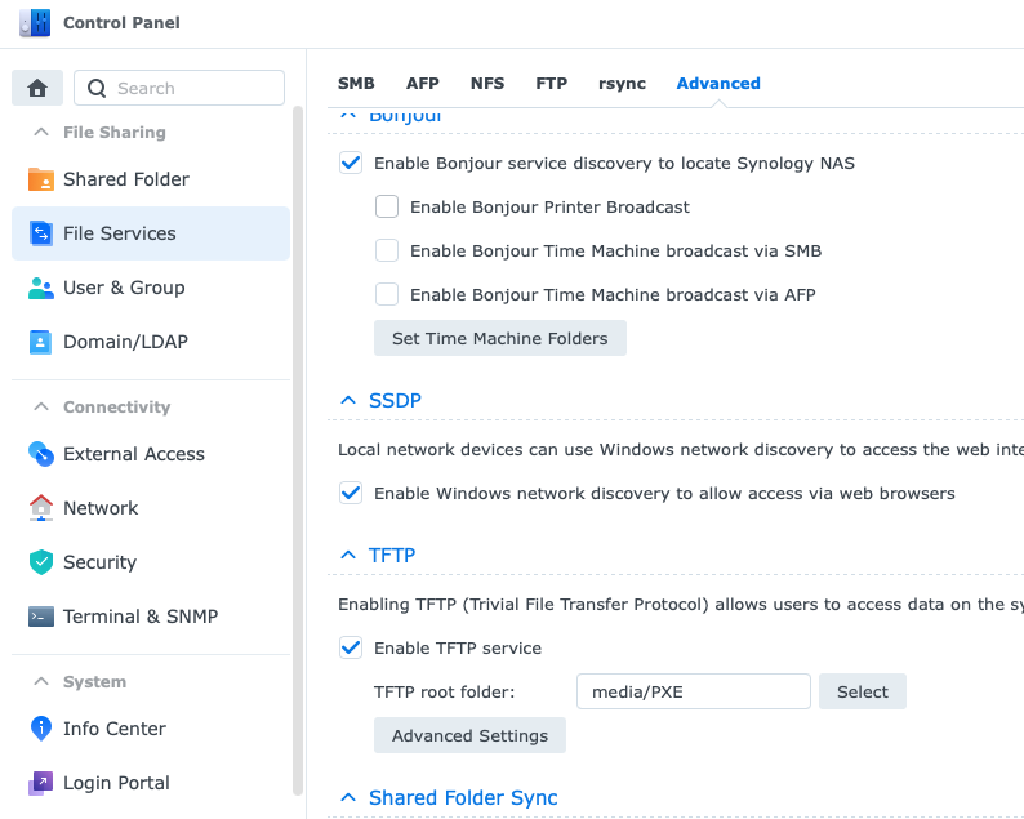 Control Panel
Search
SMB AFP NFS FTP rsync Advanced
File Sharing
Shared Folder
File Services
User & Group
Domain/LDAP
Connectivity
External Access
Network
Security
Terminal & SNMP
System
Info Center
Login Portal
Bonjour
Enable Bonjour service discovery to locate Synology NAS
Enable Bonjour Printer Broadcast
Enable Bonjour Time Machine broadcast via SMB
Enable Bonjour Time Machine broadcast via AFP
Set Time Machine Folders
SSDP
Local network devices can use Windows network discovery to access the web inte
Enable Windows network discovery to allow access via web browsers
TFTP
Enabling TFTP (Trivial File Transfer Protocol) allows users to access data on the sy
Enable TFTP service
TFTP root folder: media/PXE Select
Advanced Settings
Shared Folder Sync